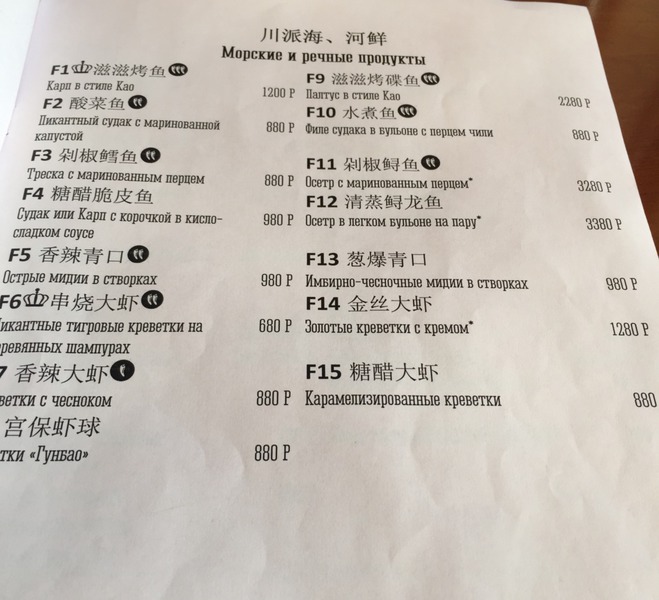 川派海、河鲜
Морские и речные продукты
F1 滋滋烤鱼
Карп в стиле Као 1200 Р
F2 酸菜鱼
Пикантный судак с маринованной 880 Р
капустой
F3 剁椒鳕鱼
Треска с маринованным перцем 880 Р
F4 糖醋脆皮鱼
Судак или Карп с корочкой в кисло- 980 Р
сладком соусе
F5 香辣青口
Острые мидии в створках 980 Р
F6 串烧大虾
икантные тигровые креветки на 680 Р
еревянных шампурах
7 香辣大虾
ветки с чесноком 880 Р
宫保虾球
тки «Гунбао» 880 Р
F9 滋滋烤碟鱼
Палтус в стиле Као 2280 Р
F10 水煮鱼
Филе судака в бульоне с перцем чили 880 Р
F11 剁椒鲟鱼
Осетр с маринованным перцем* 3280 Р
F12 清蒸鲟龙鱼
Осетр в легком бульоне на пару* 3380 Р
F13 葱爆青口
Имбирно-чесночные мидии в створках 980 Р
F14 金丝大虾
Золотые креветки с кремом* 1280 Р
F15 糖醋大虾
Карамелизированные креветки 880